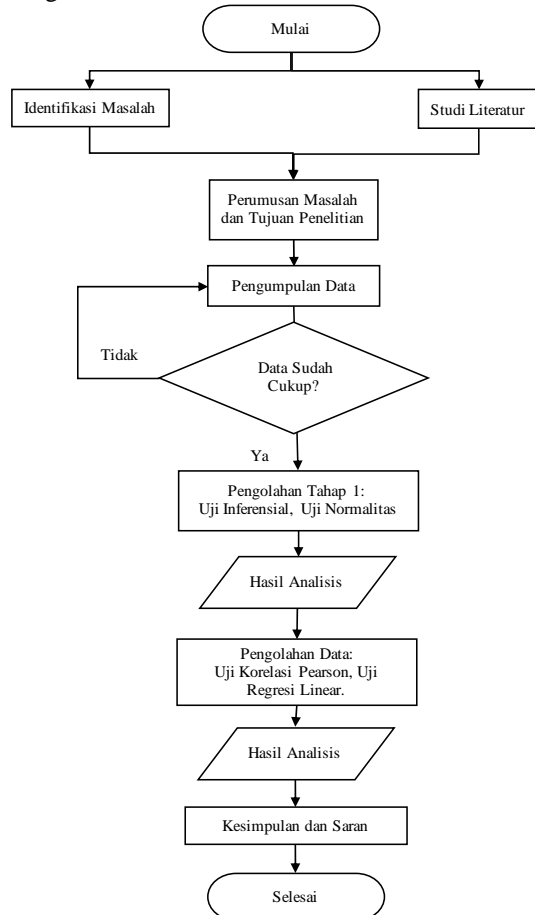 Mulai
Identifikasi Masalah
Studi Literatur
Perumusan Masalah
dan Tujuan Penelitian
Pengumpulan Data
Tidak
Data Sudah
Cukup?
Ya
Pengolahan Tahap 1:
Uji Inferensial, Uji Normalitas
Hasil Analisis
Pengolahan Data:
Uji Korelasi Pearson, Uji
Regresi Linear.
Hasil Analisis
Kesimpulan dan Saran
Selesai